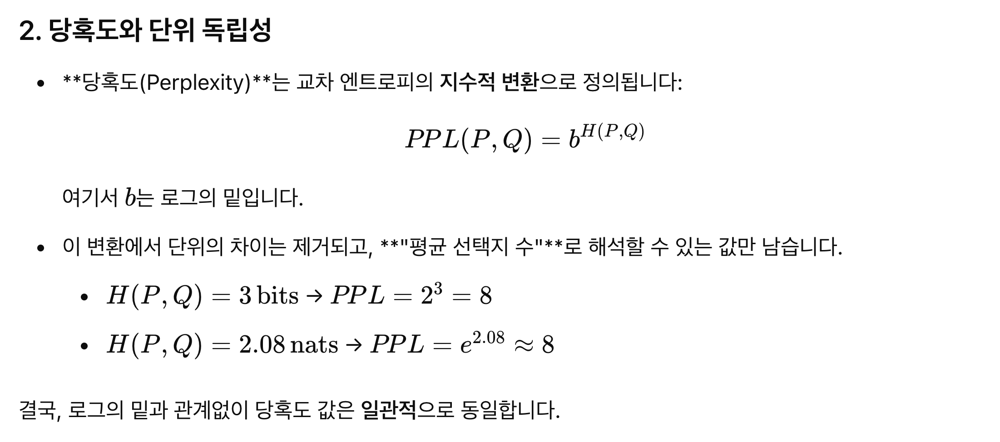 2. 당혹도와 단위 독립성
• **당혹도(Perplexity)**는 교차 엔트로피의 지수적 변환으로 정의됩니다:
PPL(P, Q) = b^{H(P,Q)}
여기서 b는 로그의 밑입니다.
• 이 변환에서 단위의 차이는 제거되고, **"평균 선택지 수"**로 해석할 수 있는 값만 남습니다.
• H(P, Q) = 3 bits → PPL = 2³ = 8
• H(P, Q) = 2.08 nats → PPL = e^{2.08} ≈ 8
결국, 로그의 밑과 관계없이 당혹도 값은 일관적으로 동일합니다.